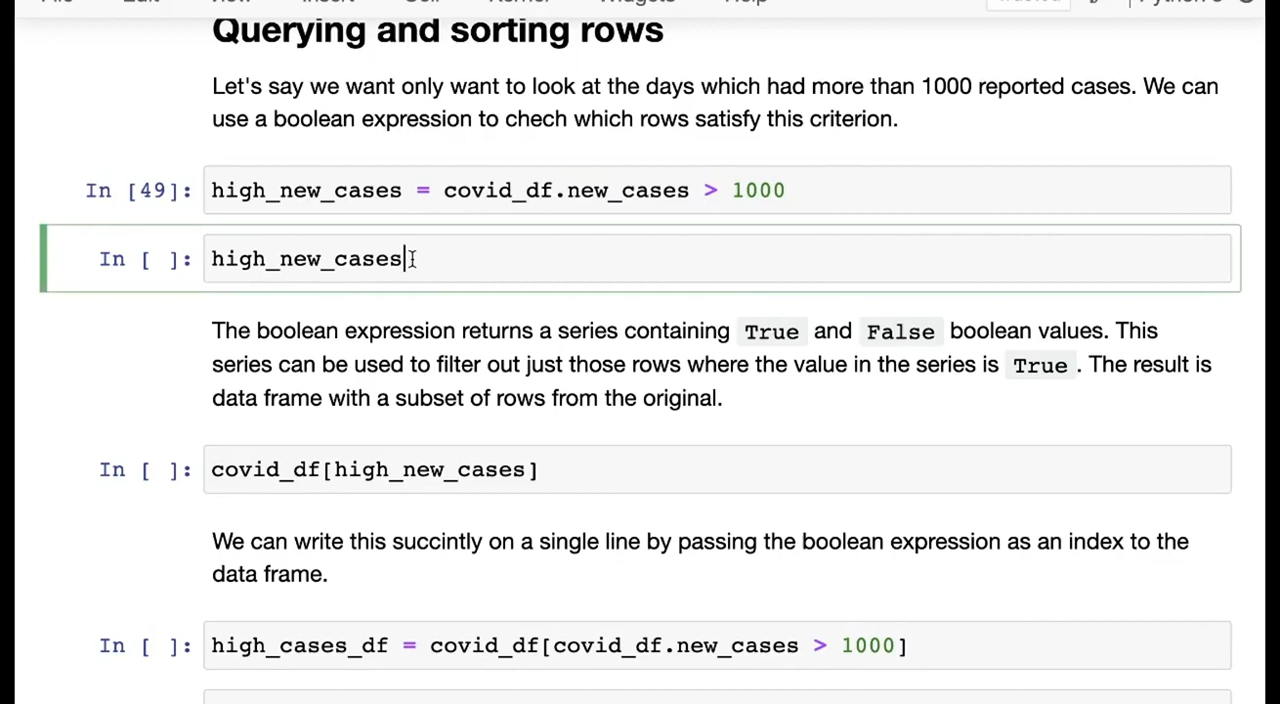 Querying and sorting rows
Let's say we want only want to look at the days which had more than 1000 reported cases. We can
use a boolean expression to chech which rows satisfy this criterion.
In [49]: high_new_cases = covid_df.new_cases > 1000
In [ ]: high_new_cases
The boolean expression returns a series containing True and False boolean values. This
series can be used to filter out just those rows where the value in the series is True . The result is
data frame with a subset of rows from the original.
In [ ]: covid_df[high_new_cases]
We can write this succintly on a single line by passing the boolean expression as an index to the
data frame.
In [ ]: high_cases_df = covid_df[covid_df.new_cases > 1000]